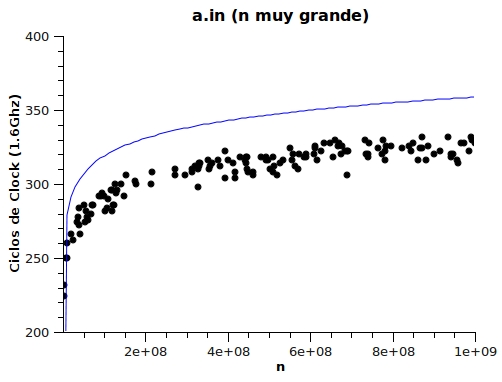 a.in (n muy grande)
400
350
300
250
200
Ciclos de Clock (1.6Ghz)
2e+08
4e+08
6e+08
8e+08
1e+09
n